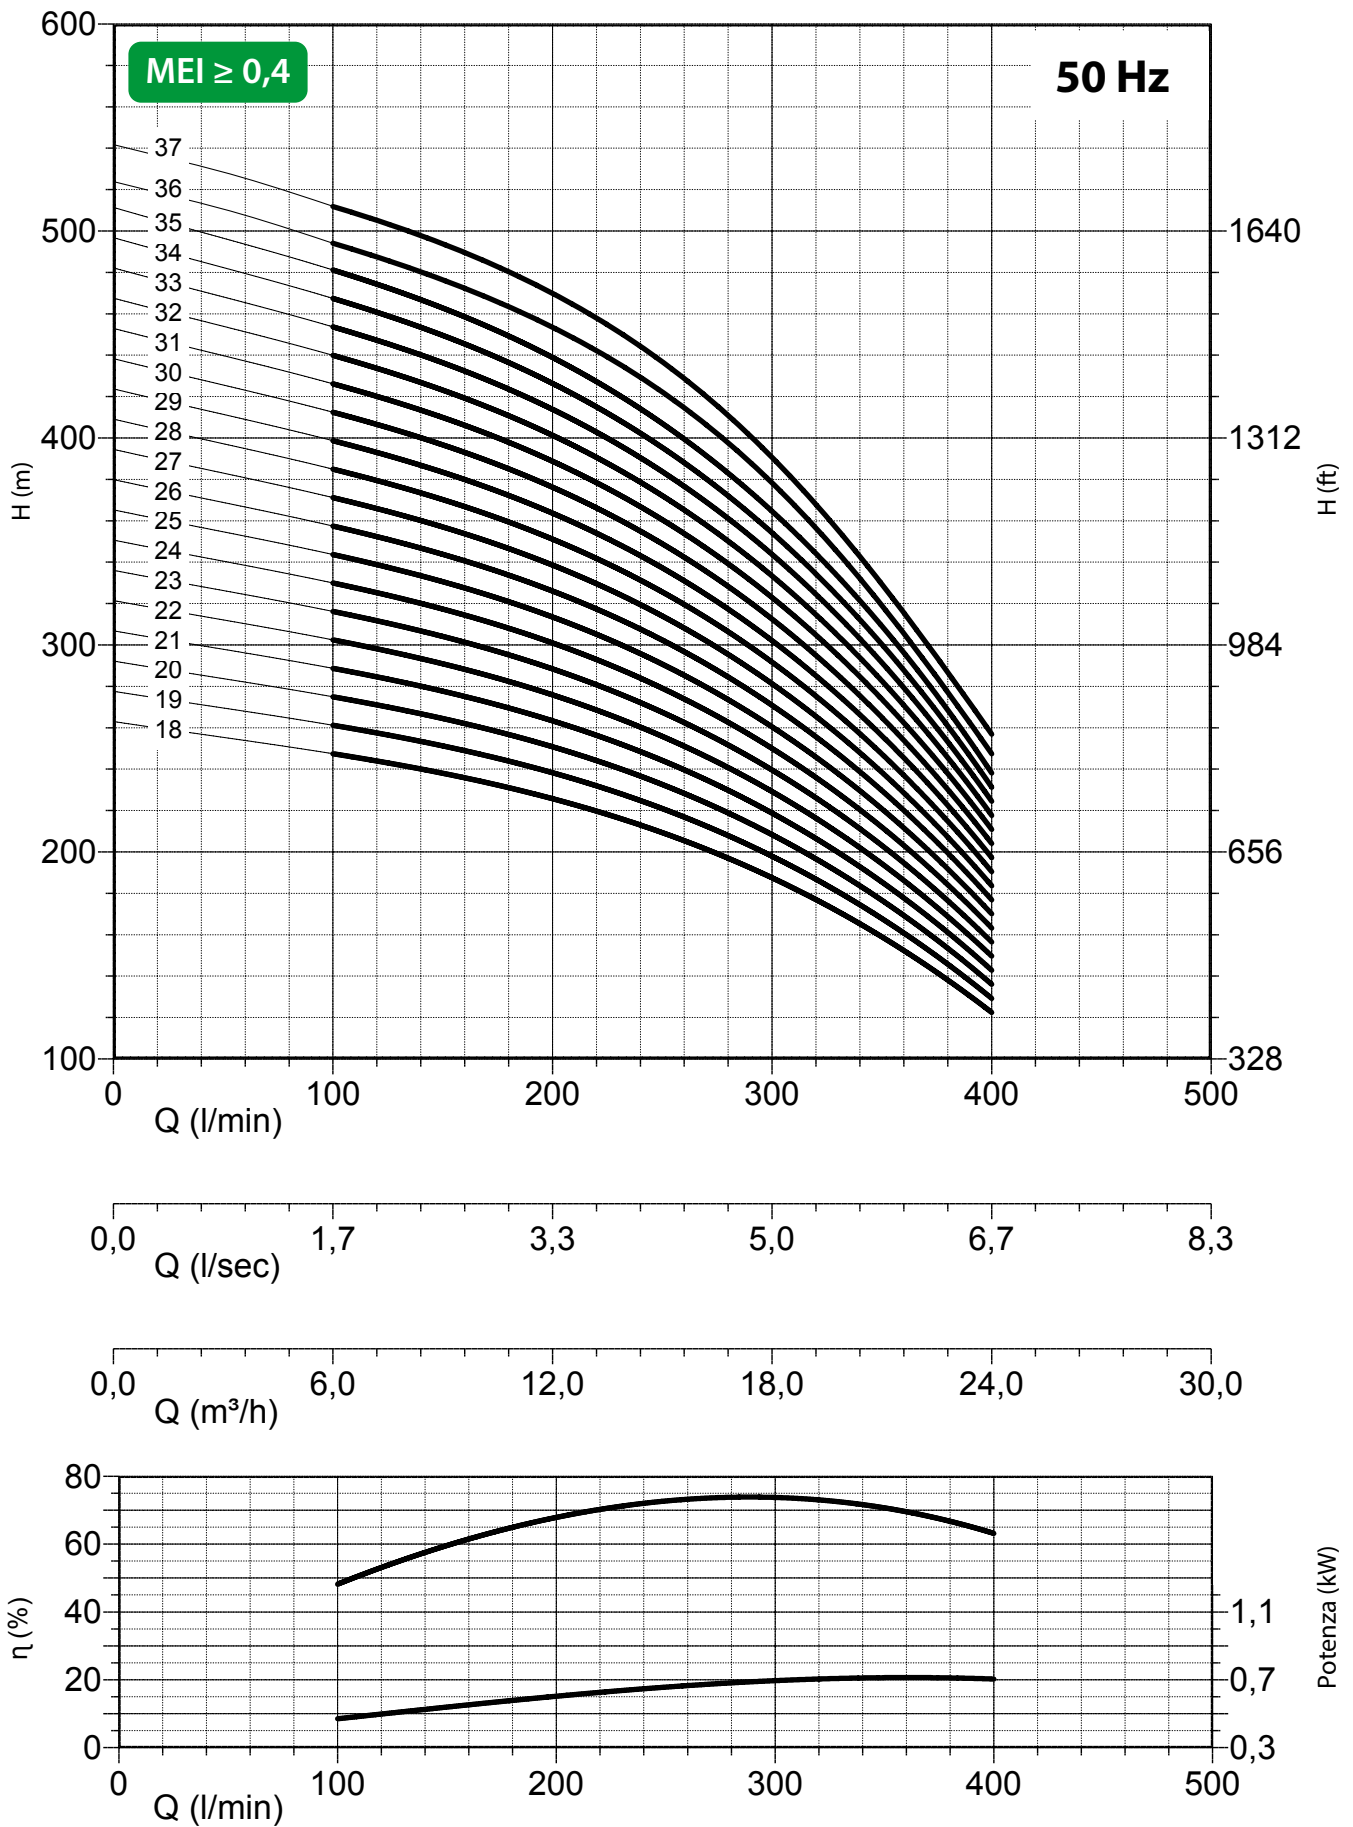 600
MEI ≥ 0,4
50 Hz
37
36
35
34
33
32
31
30
29
28
27
26
25
24
23
22
21
20
19
18
500
400
300
200
100
H (m)
1640
1312
984
656
328
H (ft)
0 100 200 300 400 500
Q (l/min)
0,0 1,7 3,3 5,0 6,7 8,3
Q (l/sec)
0,0 6,0 12,0 18,0 24,0 30,0
Q (m³/h)
80
60
40
20
0
η (%)
1,1
0,7
0,3
Potenza (kW)
0 100 200 300 400 500
Q (l/min)